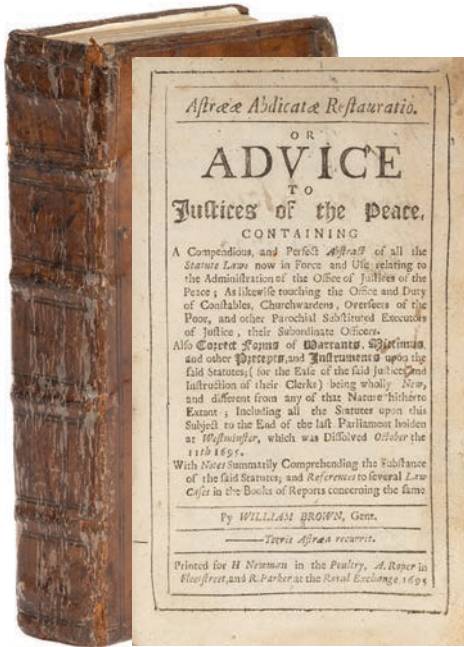 Astrææ Abdicatæ Restauratio.
OR
ADVICE
TO
Justices of the Peace,
CONTAINING
A Compendious, and Perfect Abstract of all the
Statute Laws now in Force and Use relating to
the Administration of the Office of Justices of the
Peace; As likewise touching the Office and Duty
of Constables, Churchwardens, Overseers of the
Poor, and other Parochial Substituted Executors
of Justice, their Subordinate Officers.
Also Correct Forms of Warrants, Mittimus
and other Precepts, and Instruments upon the
said Statutes; (for the Ease of the said Justices and
Instruction of their Clerks) being wholly New,
and different from any of that Nature hitherto
Extant; Including all the Statutes upon this
Subject to the End of the last Parliament holden
at Westminster, which was Dissolved October the
11th 1695.
With Notes Summarily Comprehending the Substance
of the said Statutes; and References to several Law
Cases in the Books of Reports concerning the same
By WILLIAM BROWN, Gent.
Terris Astræa recurrit.
Printed for H Newman in the Poultry, A. Roper in
Fleetstreet, and R. Parker at the Royal Exchange 1695